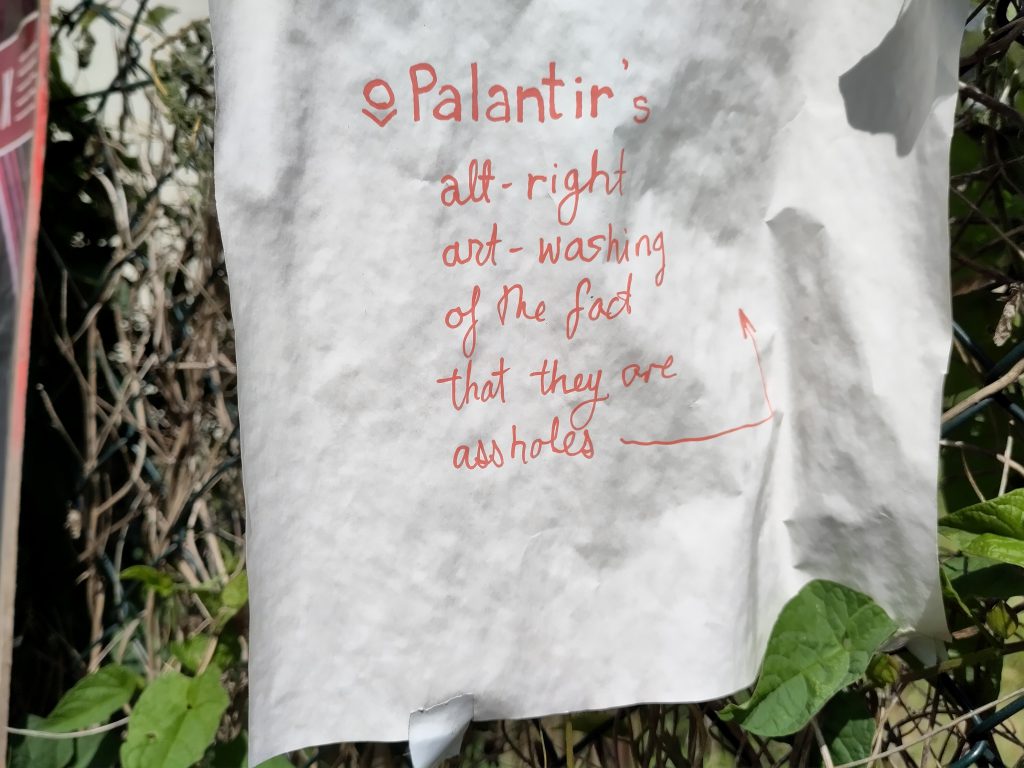 Palantir's
alt-right
art-washing
of the fact
that they are
assholes